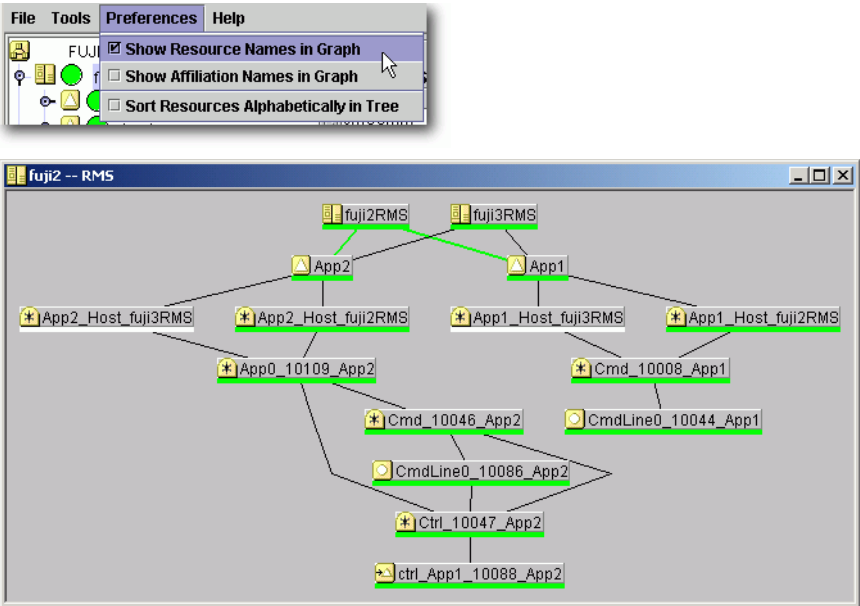 File Tools Preferences Help
FUJI
Show Resource Names in Graph
Show Affiliation Names in Graph
Sort Resources Alphabetically in Tree
fuji2 -- RMS
fuji2RMS fuji3RMS
App2 App1
App2_Host_fuji3RMS App2_Host_fuji2RMS App1_Host_fuji3RMS App1_Host_fuji2RMS
App0_10109_App2 Cmd_10008_App1
Cmd_10046_App2 CmdLine0_10044_App1
CmdLine0_10086_App2
Ctrl_10047_App2
ctrl_App1_10088_App2